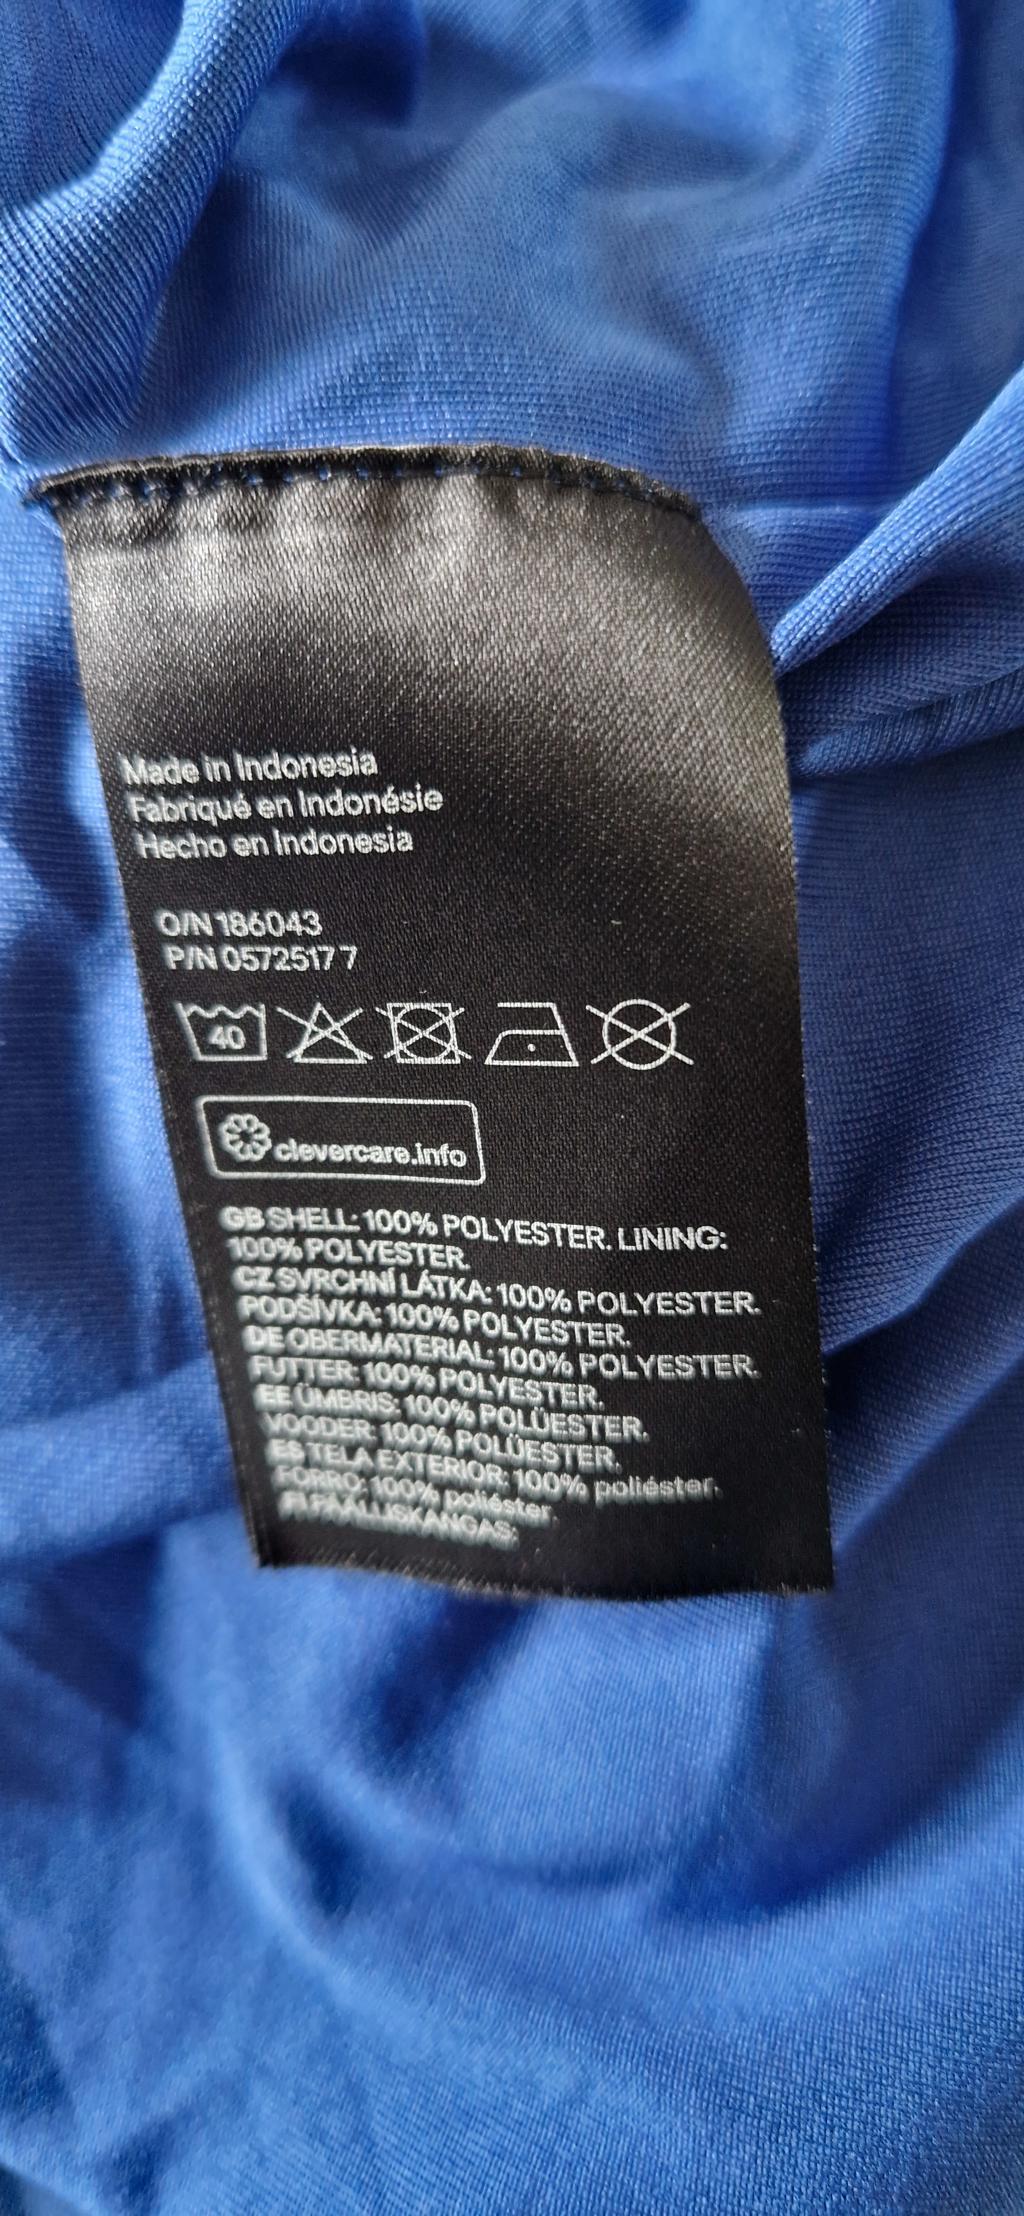 Made in Indonesia
Fabriqué en Indonésie
Hecho en Indonesia
O/N 186043
P/N 0572517 7
40
clevercare.info
GB SHELL: 100% POLYESTER. LINING:
100% POLYESTER.
CZ SVRCHNÍ LÁTKA: 100% POLYESTER.
PODŠÍVKA: 100% POLYESTER.
DE OBERMATERIAL: 100% POLYESTER.
FUTTER: 100% POLYESTER.
EE ÜMBRIS: 100% POLÜESTER.
VOODER: 100% POLÜESTER.
ES TELA EXTERIOR: 100% poliéster.
FORRO: 100% poliéster.
FI PÄÄLLISKANGAS: